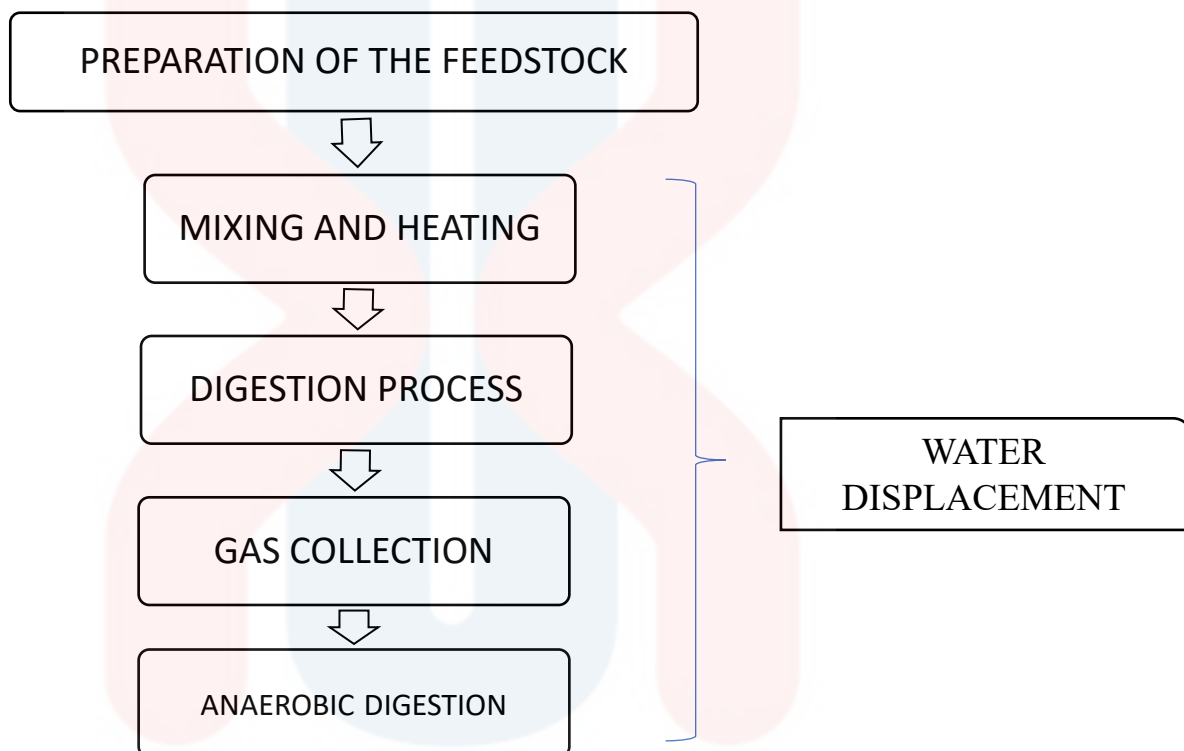 PREPARATION OF THE FEEDSTOCK
MIXING AND HEATING
DIGESTION PROCESS
GAS COLLECTION
ANAEROBIC DIGESTION
WATER
DISPLACEMENT